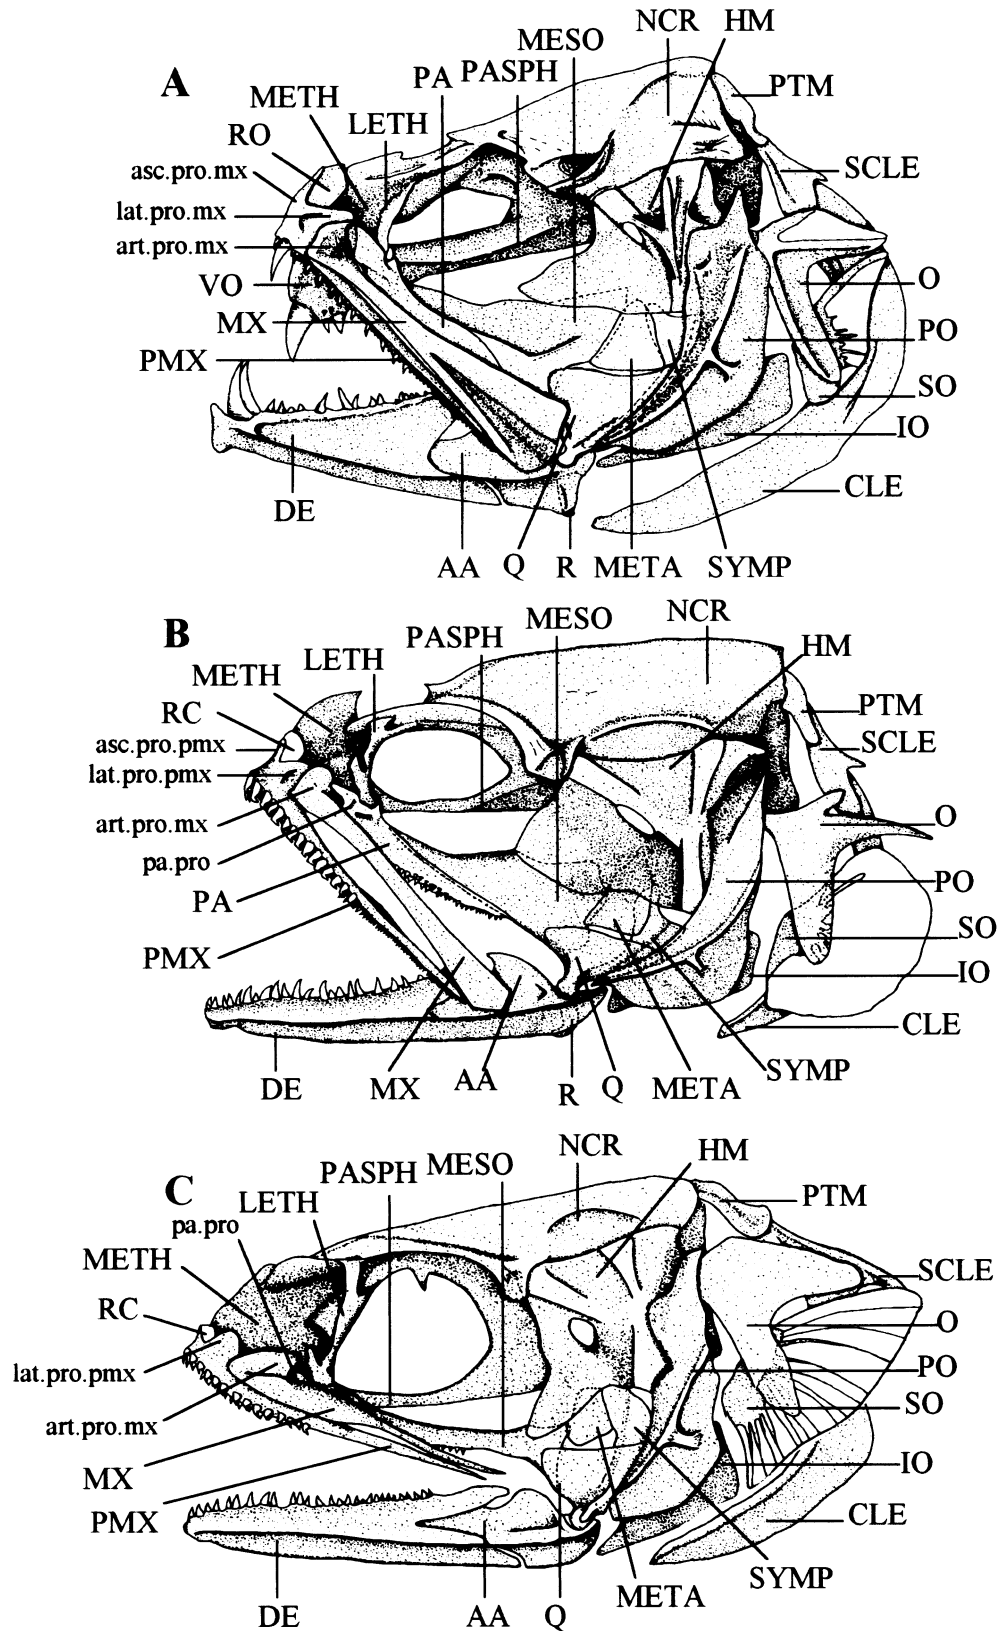 A
NCR HM
MESO
PA PASPH
METH
PTM
LETH
RO
asc.pro.mx
SCLE
lat.pro.mx
art.pro.mx
VO
O
MX
PO
PMX
SO
IO
CLE
DE
AA Q R META SYMP
B
MESO NCR
PASPH
HM
LETH
METH
RC
PTM
asc.pro.pmx
SCLE
lat.pro.pmx
art.pro.mx
O
pa.pro
PA
PO
PMX
SO
IO
CLE
SYMP
DE MX AA R Q META
C
NCR HM
PASPH MESO
LETH
PTM
pa.pro
METH
SCLE
RC
O
lat.pro.pmx
PO
SO
art.pro.mx
MX
IO
PMX
CLE
SYMP
META
DE AA Q